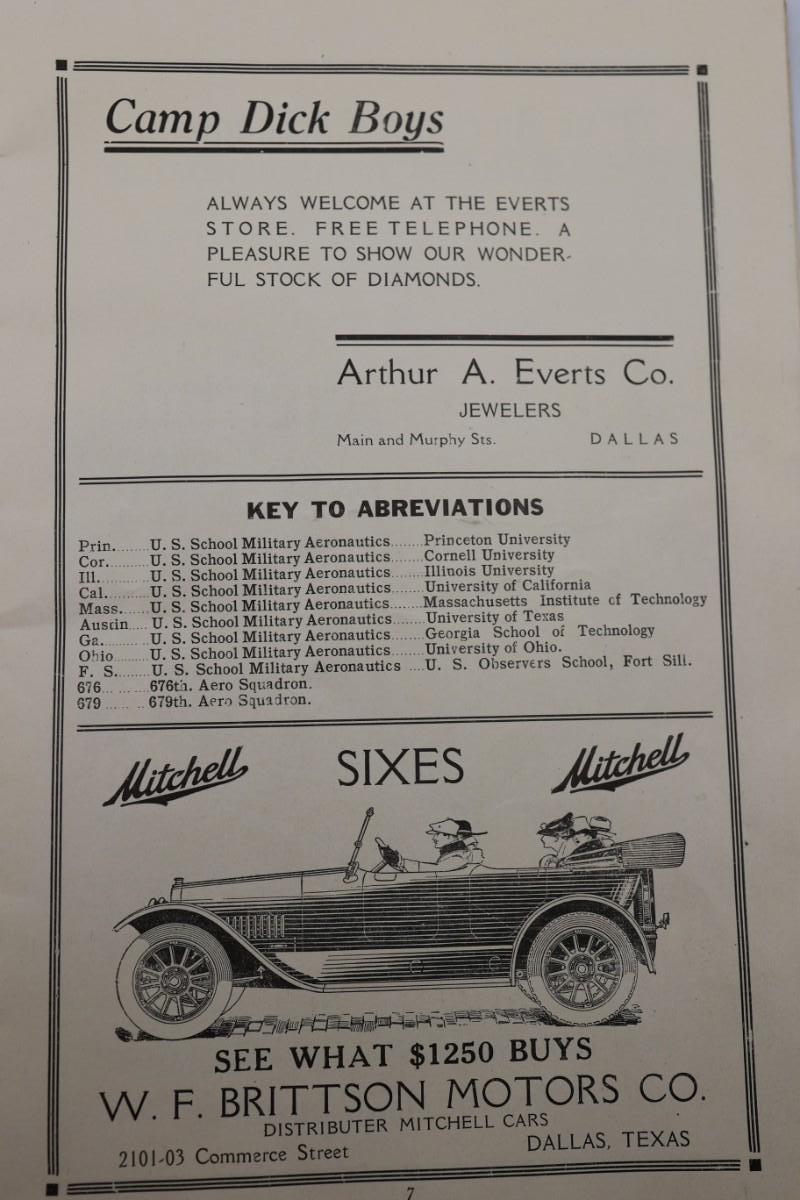 Camp Dick Boys
ALWAYS WELCOME AT THE EVERTS
STORE. FREE TELEPHONE. A
PLEASURE TO SHOW OUR WONDER-
FUL STOCK OF DIAMONDS.
Arthur A. Everts Co.
JEWELERS
Main and Murphy Sts. DALLAS
KEY TO ABREVIATIONS
Prin........U. S. School Military Aeronautics........Princeton University
Cor.........U. S. School Military Aeronautics........Cornell University
Ill...........U. S. School Military Aeronautics........Illinois University
Cal..........U. S. School Military Aeronautics........University of California
Mass.......U. S. School Military Aeronautics........Massachusetts Institute of Technology
Austin.....U. S. School Military Aeronautics........University of Texas
Ga...........U. S. School Military Aeronautics........Georgia School of Technology
Ohio........U. S. School Military Aeronautics........University of Ohio.
F. S.........U. S. School Military Aeronautics ....U. S. Observers School, Fort Sill.
676..........676th. Aero Squadron.
679..........679th. Aero Squadron.
Mitchell SIXES Mitchell
SEE WHAT $1250 BUYS
W. F. BRITTSON MOTORS CO.
DISTRIBUTER MITCHELL CARS
2101-03 Commerce Street DALLAS, TEXAS
7